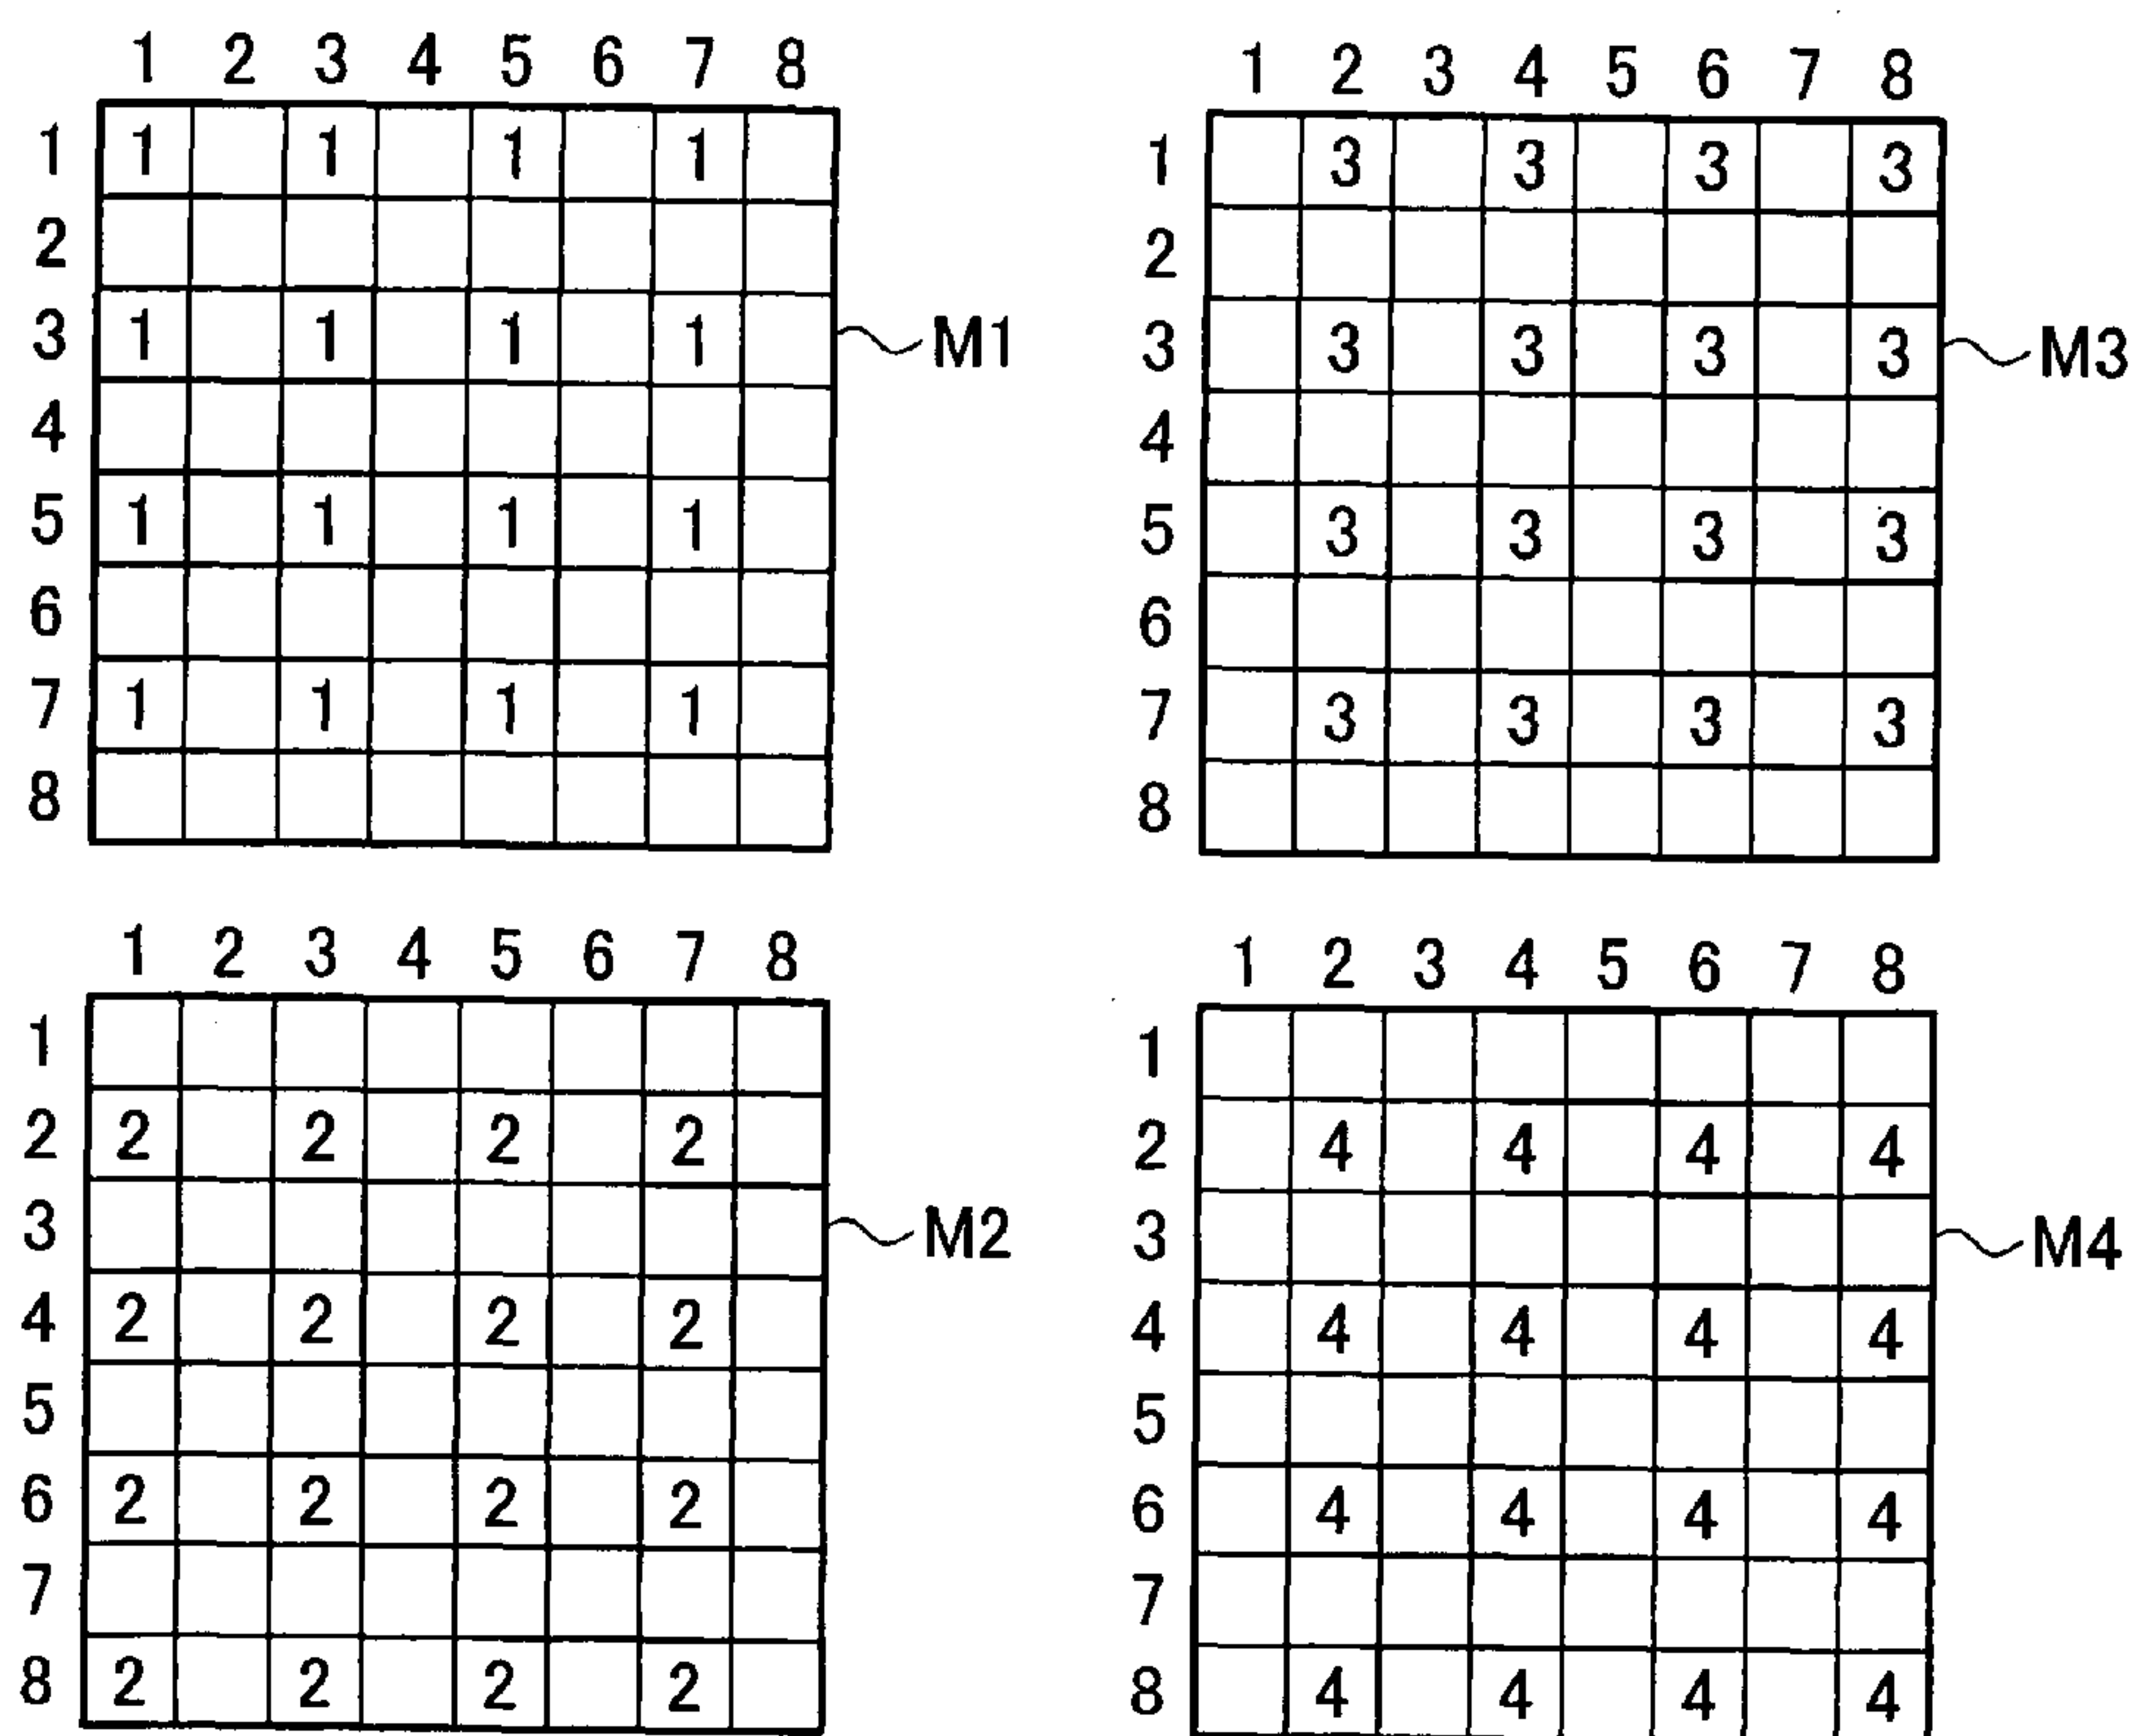 1 2 3 4 5 6 7 8
1 1 1 1 1
2
3 1 1 1 1
4
5 1 1 1 1
6
7 1 1 1 1
8
M1
1 2 3 4 5 6 7 8
1 3 3 3 3
2
3 3 3 3 3
4
5 3 3 3 3
6
7 3 3 3 3
8
M3
1 2 3 4 5 6 7 8
1
2 2 2 2 2
3
4 2 2 2 2
5
6 2 2 2 2
7
8 2 2 2 2
M2
1 2 3 4 5 6 7 8
1
2 4 4 4 4
3
4 4 4 4 4
5
6 4 4 4 4
7
8 4 4 4 4
M4